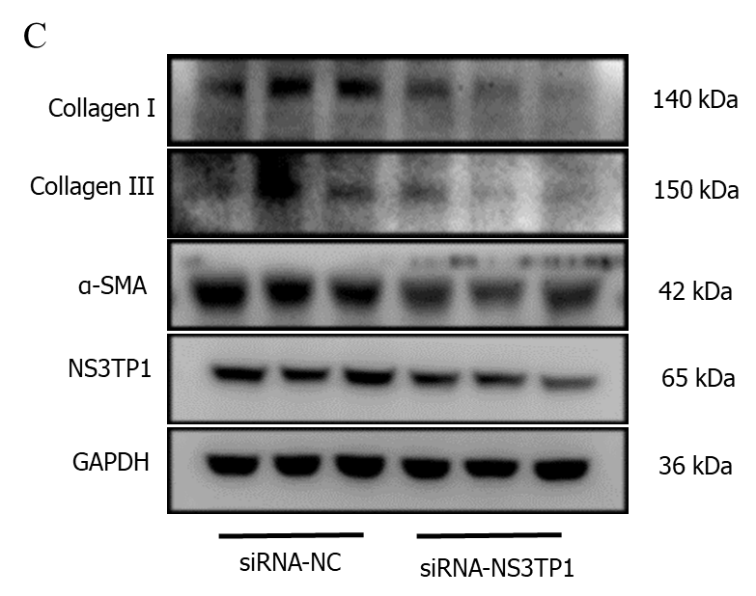 C
Collagen I
140 kDa
Collagen III
150 kDa
α-SMA
42 kDa
NS3TP1
65 kDa
GAPDH
36 kDa
siRNA-NC
siRNA-NS3TP1